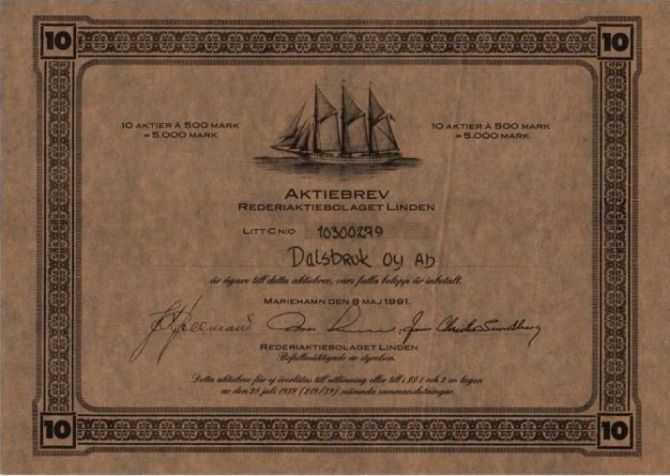 10
10
10 AKTIER À 500 MARK
= 5.000 MARK
10 AKTIER À 500 MARK
= 5.000 MARK
AKTIEBREV
REDERIAKTIEBOLAGET LINDEN
LITT C NO 10300279
Dalsbruk OY AB
är ägare till detta aktiebrev, vars fulla belopp är inbetalt.
MARIEHAMN DEN 8 MAJ 1991.
REDERIAKTIEBOLAGET LINDEN
Befullmäktigade av styrelsen.
Detta aktiebrev får ej överlåtas till utlänning eller till i §§ 1 och 2 av lagen
av den 28 juli 1939 (219/39) nämnda sammanslutningar.
10
10